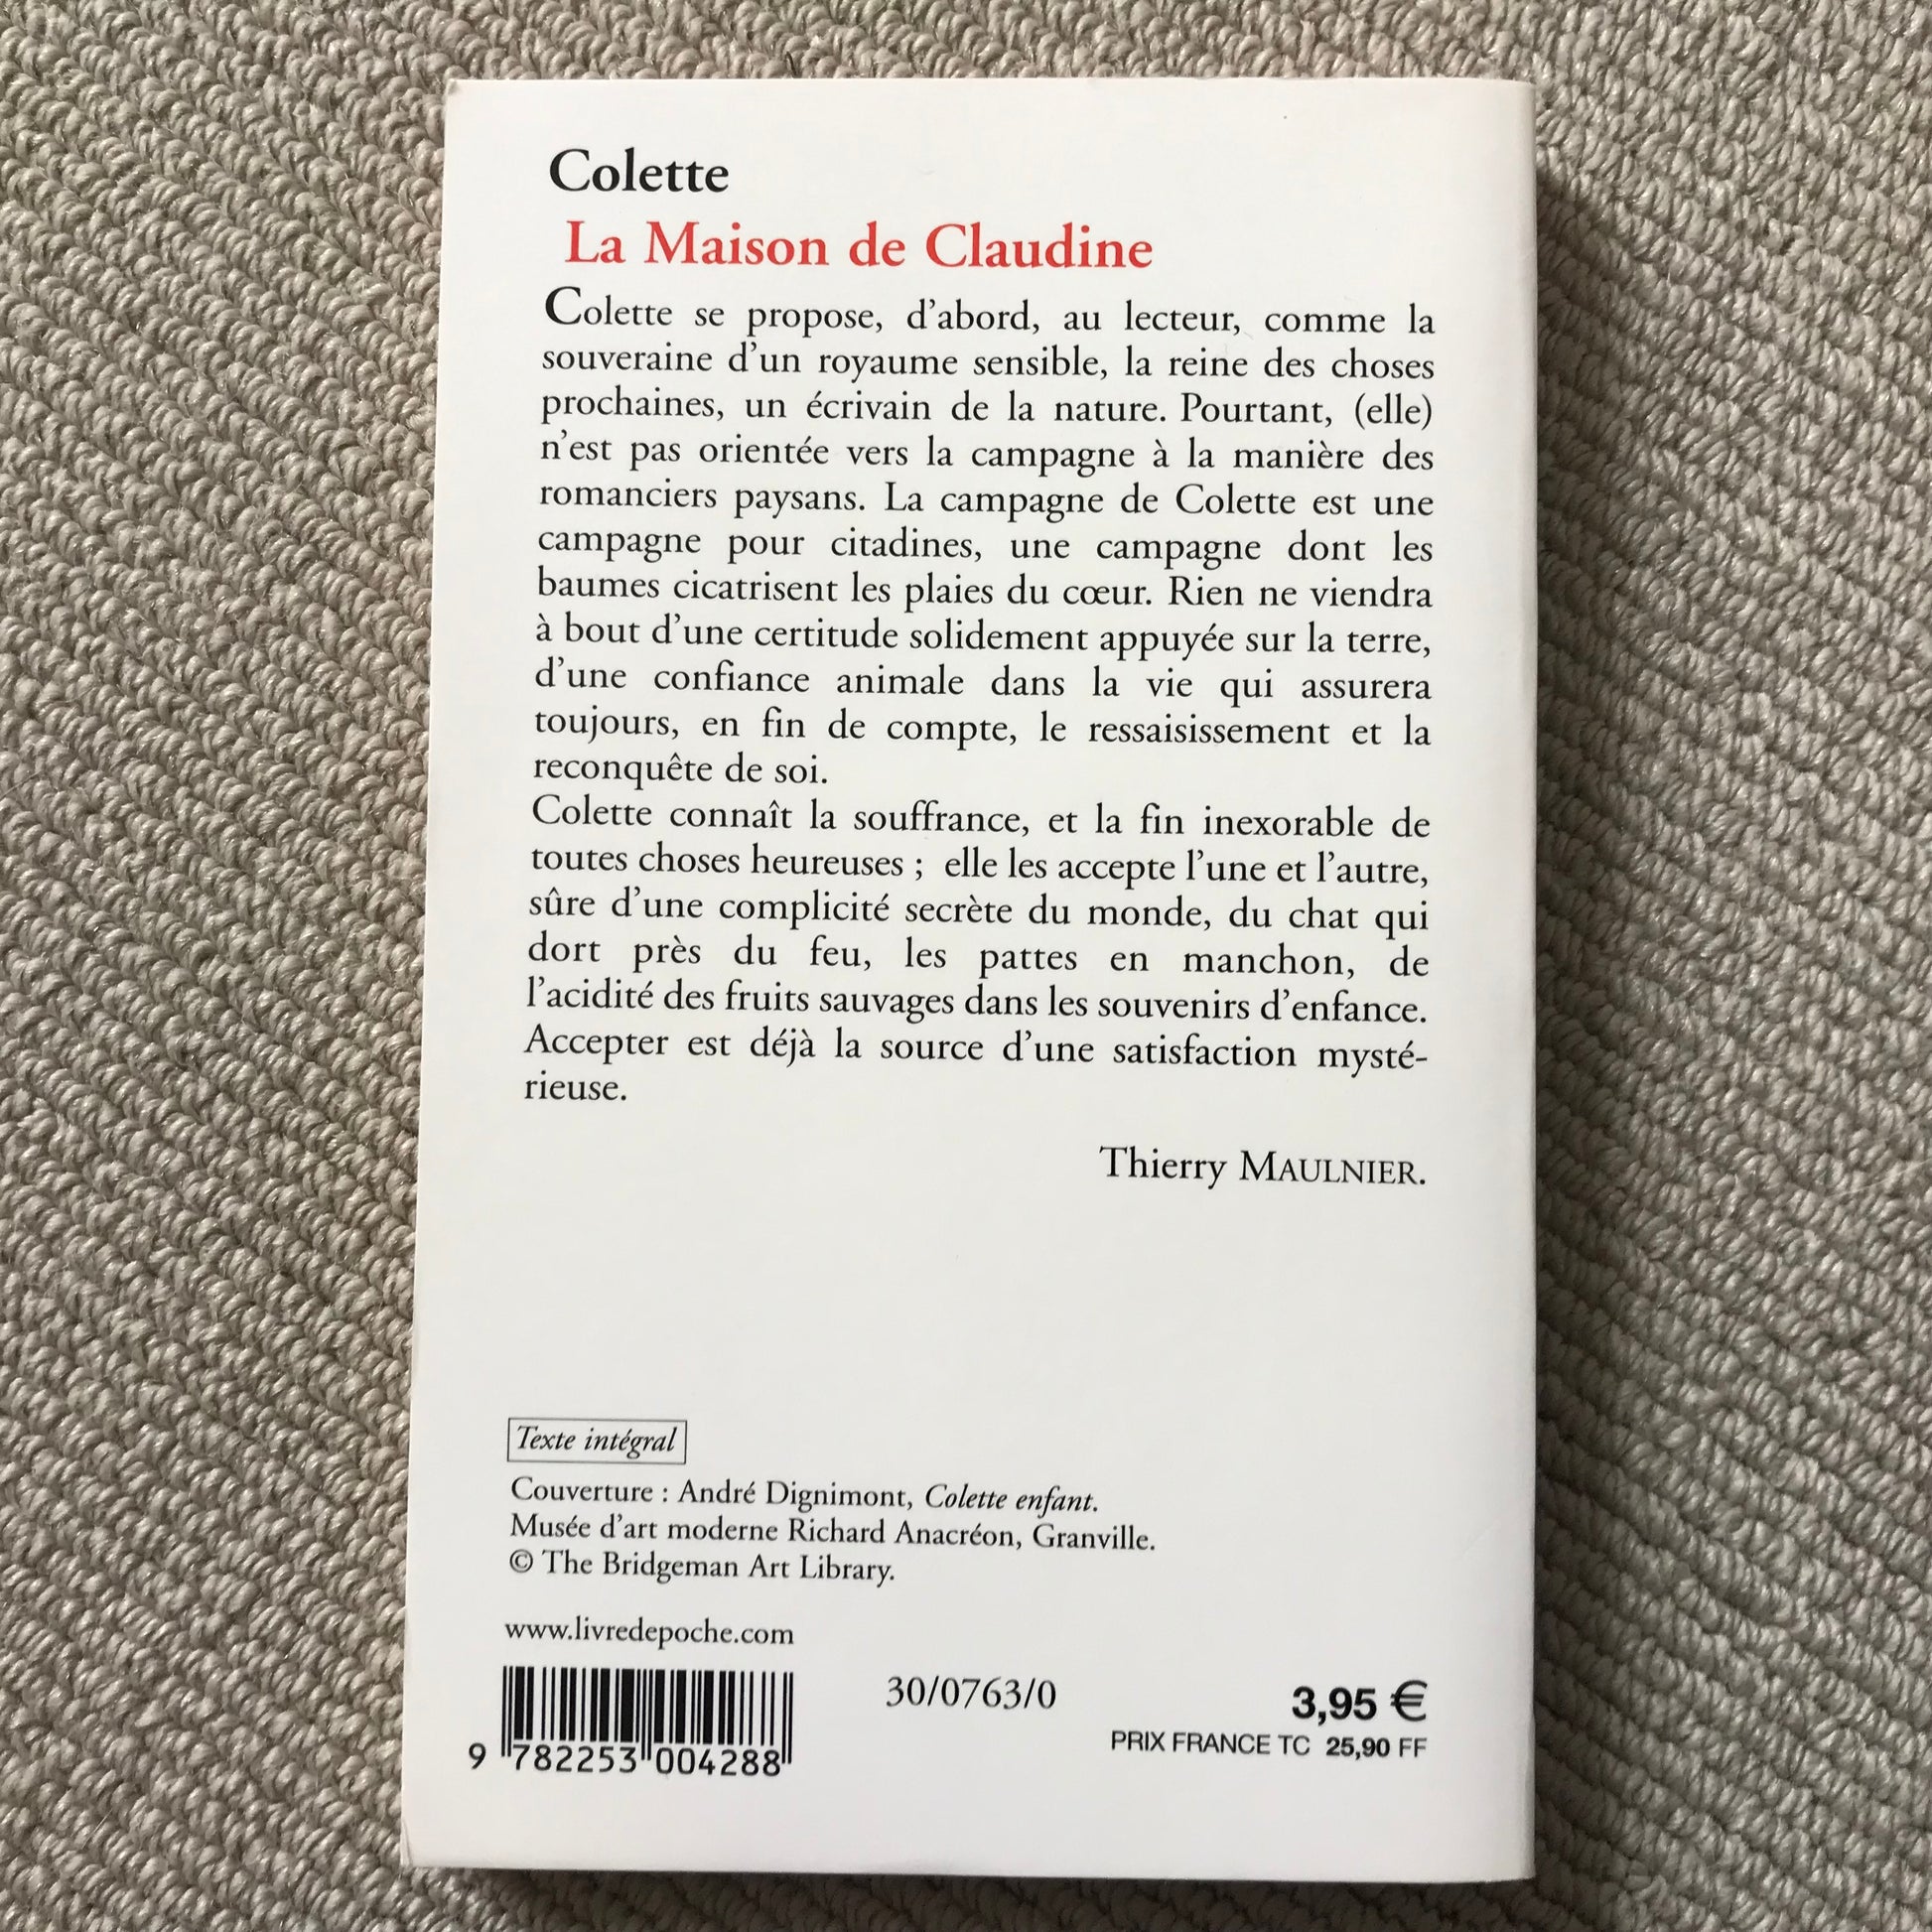 Colette
La Maison de Claudine
Colette se propose, d'abord, au lecteur, comme la
souveraine d'un royaume sensible, la reine des choses
prochaines, un écrivain de la nature. Pourtant, (elle)
n'est pas orientée vers la campagne à la manière des
romanciers paysans. La campagne de Colette est une
campagne pour citadines, une campagne dont les
baumes cicatrisent les plaies du cœur. Rien ne viendra
à bout d'une certitude solidement appuyée sur la terre,
d'une confiance animale dans la vie qui assurera
toujours, en fin de compte, le ressaisissement et la
reconquête de soi.
Colette connaît la souffrance, et la fin inexorable de
toutes choses heureuses ; elle les accepte l'une et l'autre,
sûre d'une complicité secrète du monde, du chat qui
dort près du feu, les pattes en manchon, de
l'acidité des fruits sauvages dans les souvenirs d'enfance.
Accepter est déjà la source d'une satisfaction mysté-
rieuse.
Thierry MAULNIER.
Texte intégral
Couverture : André Dignimont, Colette enfant.
Musée d'art moderne Richard Anacréon, Granville.
© The Bridgeman Art Library.
www.livredepoche.com
30/0763/0
3,95 €
PRIX FRANCE TC 25,90 FF
9 782253 004288